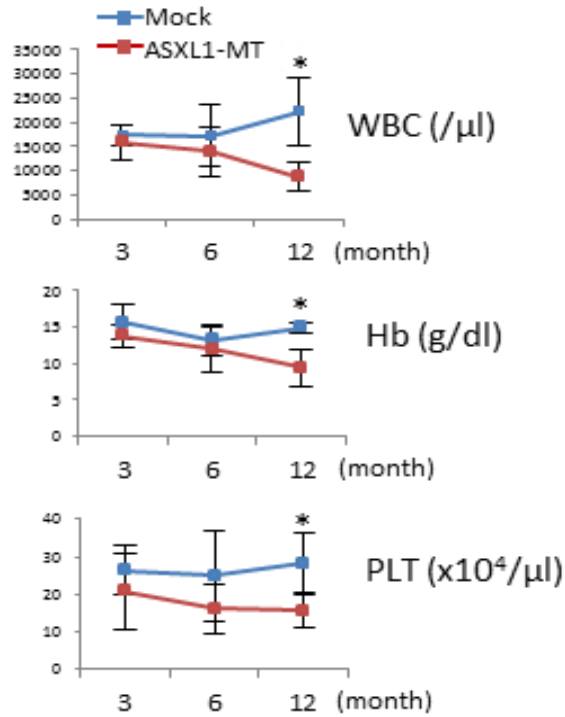 Mock
ASXL1-MT
35000
30000
25000
20000
15000
10000
5000
0
*
WBC (/µl)
3 6 12 (month)
20
15
10
5
0
*
Hb (g/dl)
3 6 12 (month)
40
30
20
10
0
*
PLT (x10⁴/µl)
3 6 12 (month)